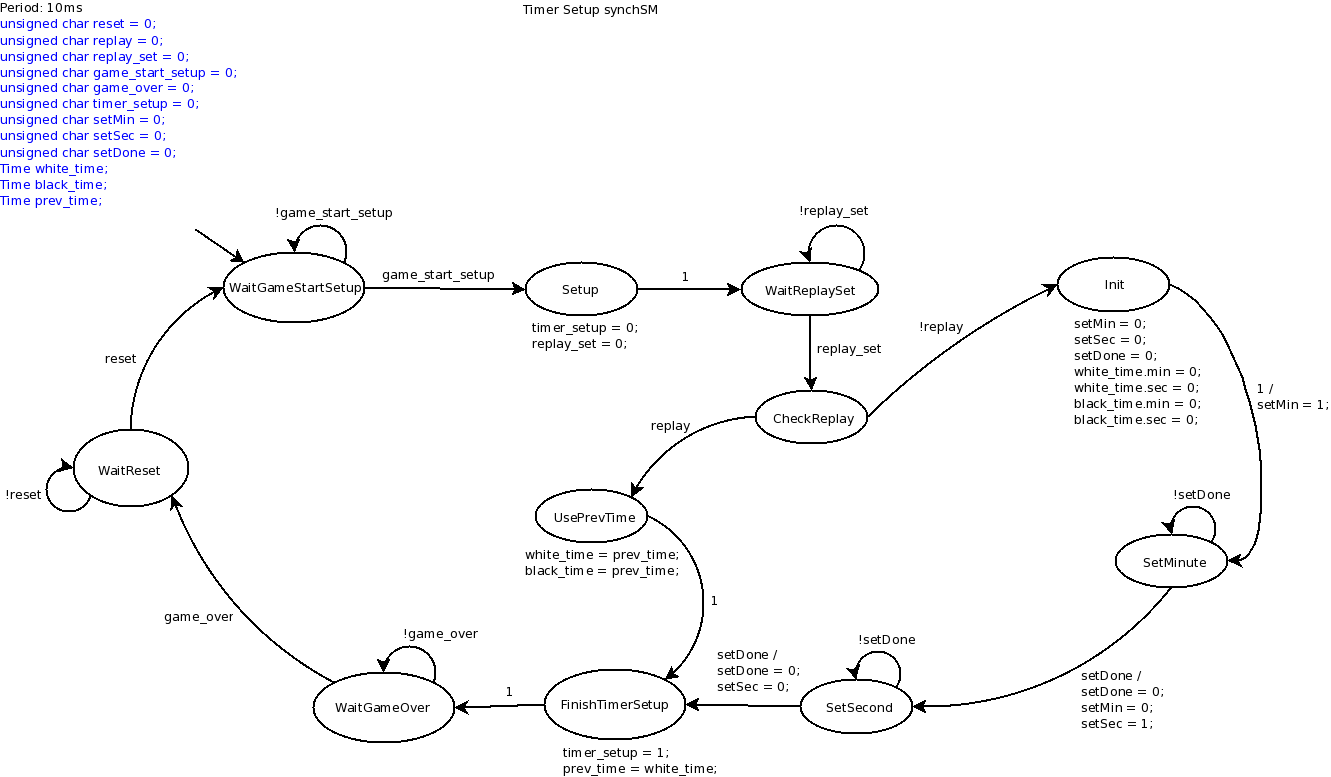 Period: 10ms
Timer Setup synchSM
unsigned char reset = 0;
unsigned char replay = 0;
unsigned char replay_set = 0;
unsigned char game_start_setup = 0;
unsigned char game_over = 0;
unsigned char timer_setup = 0;
unsigned char setMin = 0;
unsigned char setSec = 0;
unsigned char setDone = 0;
Time white_time;
Time black_time;
Time prev_time;
!game_start_setup
WaitGameStartSetup
game_start_setup
Setup
timer_setup = 0;
replay_set = 0;
1
!replay_set
WaitReplaySet
replay_set
CheckReplay
!replay
Init
setMin = 0;
setSec = 0;
setDone = 0;
white_time.min = 0;
white_time.sec = 0;
black_time.min = 0;
black_time.sec = 0;
1 /
setMin = 1;
replay
UsePrevTime
white_time = prev_time;
black_time = prev_time;
1
!setDone
SetMinute
setDone /
setDone = 0;
setMin = 0;
setSec = 1;
!setDone
SetSecond
setDone /
setDone = 0;
setSec = 0;
FinishTimerSetup
timer_setup = 1;
prev_time = white_time;
1
!game_over
WaitGameOver
game_over
WaitReset
!reset
reset